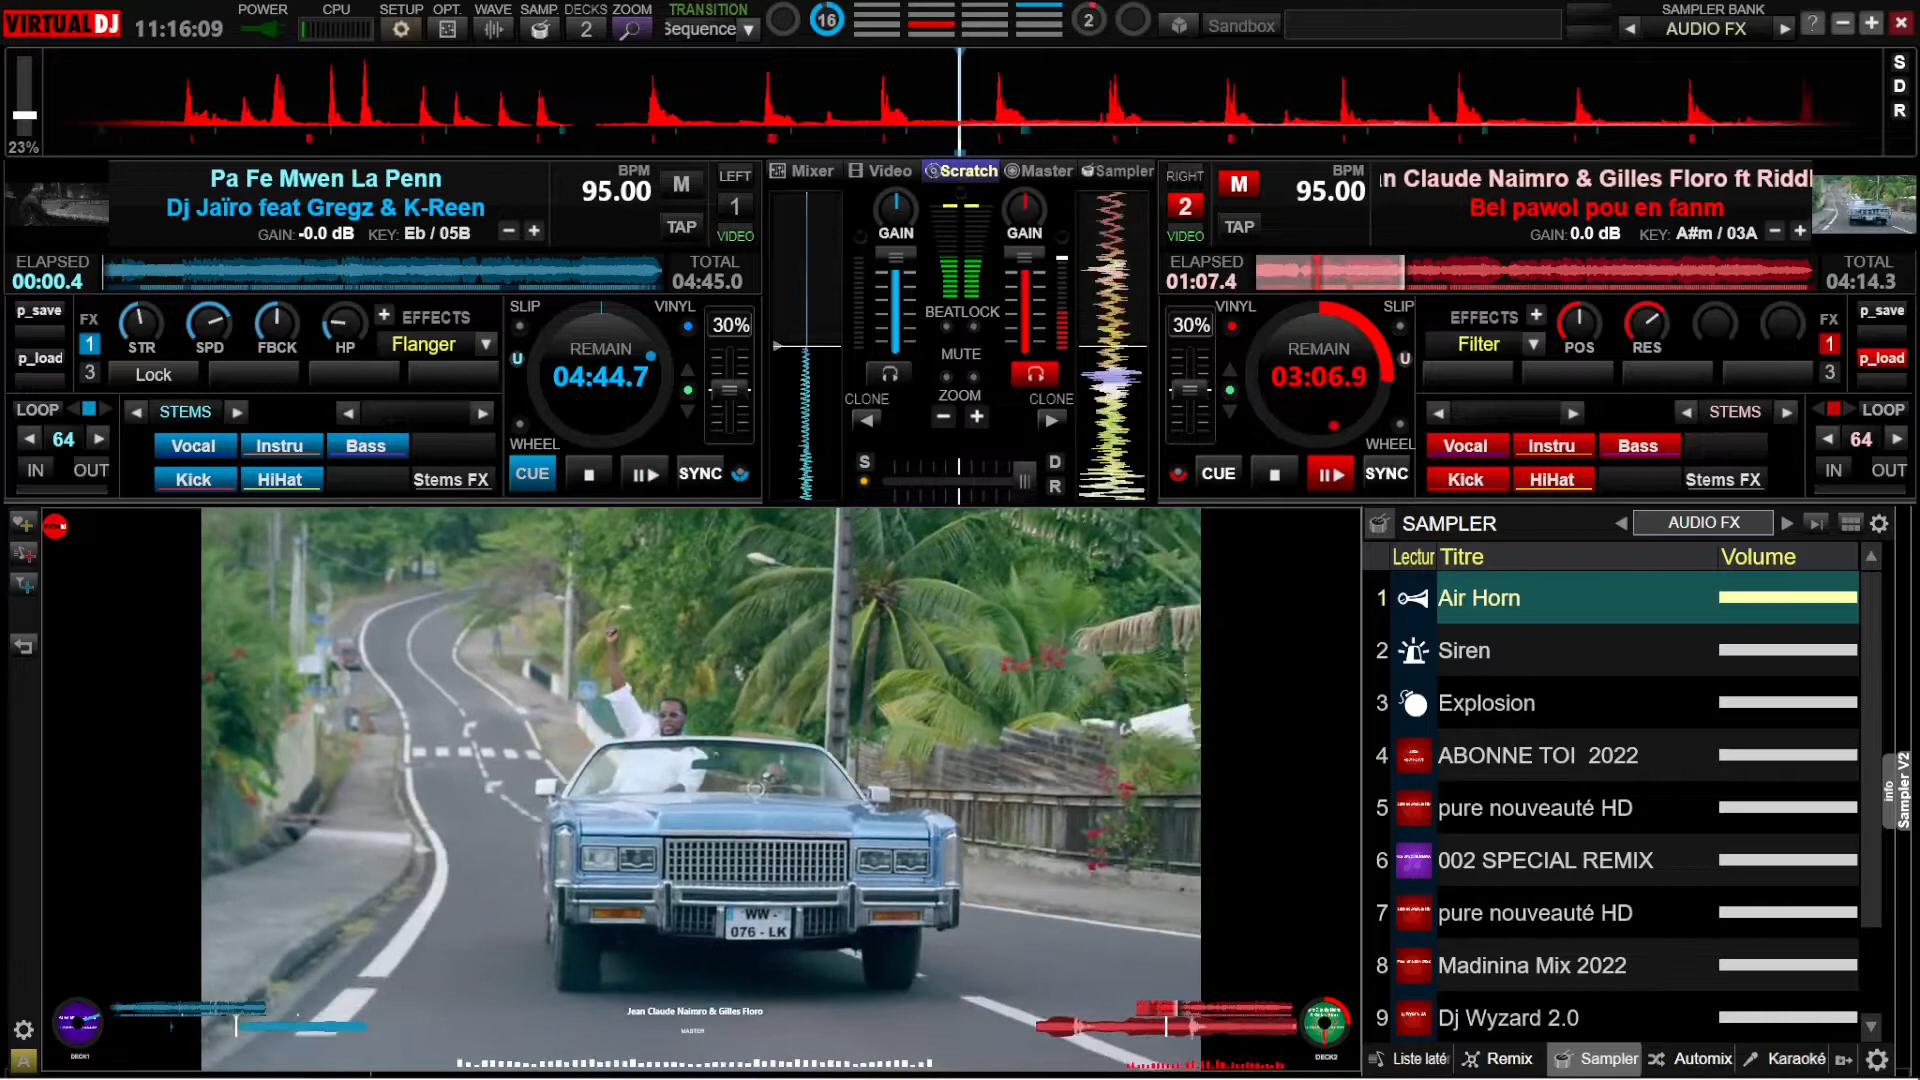 VIRTUALDJ
11:16:09
POWER
CPU
SETUP
OPT.
WAVE
SAMP.
DECKS
2
ZOOM
TRANSITION
Sequence
16
2
Sandbox
SAMPLER BANK
AUDIO FX
?
S
D
R
23%
Pa Fe Mwen La Penn
Dj Jaïro feat Gregz & K-Reen
GAIN: -0.0 dB KEY: Eb / 05B
BPM
95.00
M
TAP
LEFT
1
VIDEO
ELAPSED
00:00.4
TOTAL
04:45.0
Mixer
Video
Scratch
Master
Sampler
RIGHT
2
VIDEO
M
TAP
BPM
95.00
n Claude Naimro & Gilles Floro ft Riddl
Bel pawol pou en fanm
GAIN: 0.0 dB KEY: A#m / 03A
ELAPSED
01:07.4
TOTAL
04:14.3
p_save
p_load
FX
1
3
STR
SPD
FBCK
HP
EFFECTS
Flanger
Lock
SLIP
VINYL
U
REMAIN
04:44.7
30%
WHEEL
LOOP
64
IN
OUT
STEMS
Vocal
Instru
Bass
Kick
HiHat
Stems FX
CUE
SYNC
GAIN
GAIN
BEATLOCK
MUTE
ZOOM
CLONE
CLONE
S
D
R
30%
VINYL
SLIP
U
REMAIN
03:06.9
WHEEL
CUE
SYNC
EFFECTS
Filter
POS
RES
FX
1
3
p_save
p_load
STEMS
LOOP
64
IN
OUT
Vocal
Instru
Bass
Kick
HiHat
Stems FX
WW -
076 - LK
Jean Claude Naimro & Gilles Floro
MASTER
DECK1
DECK2
A
SAMPLER
AUDIO FX
Lectur Titre Volume
1 Air Horn
2 Siren
3 Explosion
4 ABONNE TOI 2022
5 pure nouveauté HD
6 002 SPECIAL REMIX
7 pure nouveauté HD
8 Madinina Mix 2022
9 Dj Wyzard 2.0
info
Sampler V2
Liste laté
Remix
Sampler
Automix
Karaoké